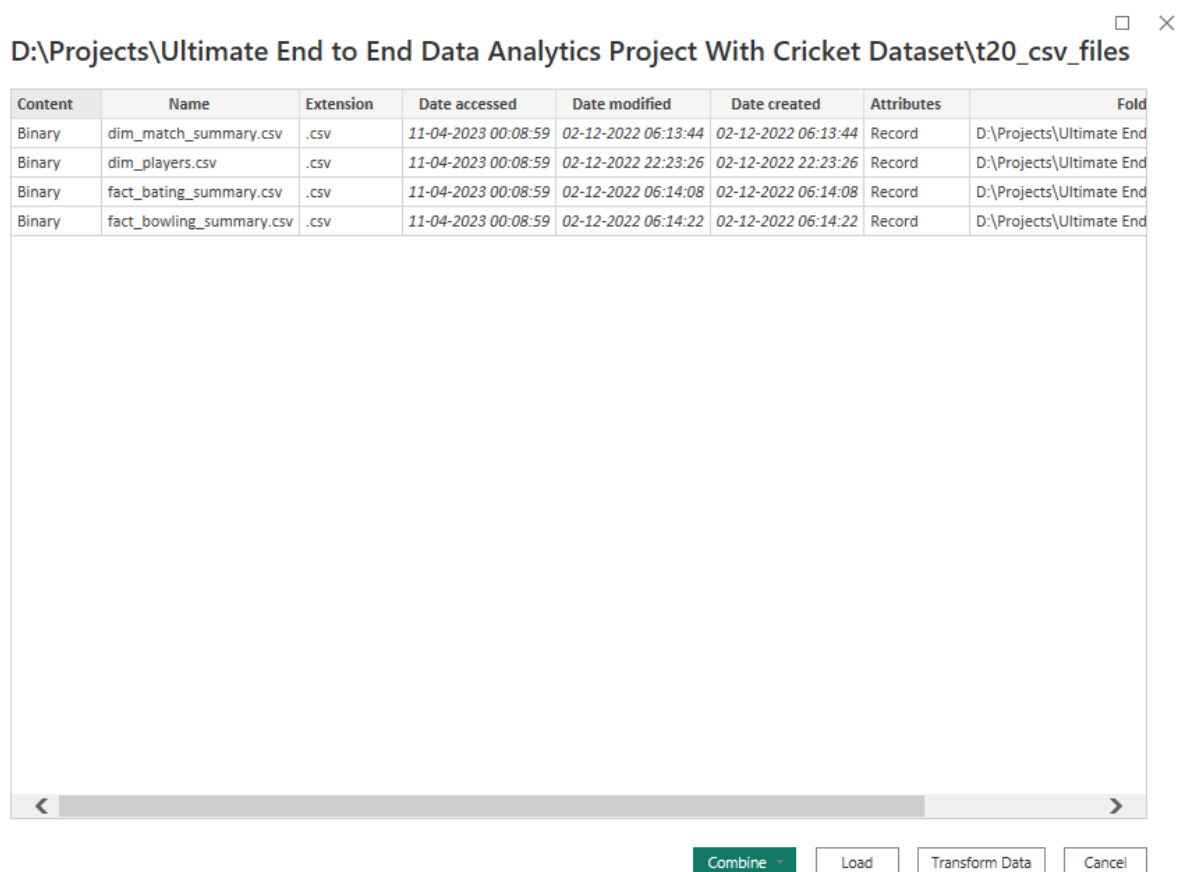 D:\Projects\Ultimate End to End Data Analytics Project With Cricket Dataset\t20_csv_files
Content Name Extension Date accessed Date modified Date created Attributes Fold
Binary dim_match_summary.csv .csv 11-04-2023 00:08:59 02-12-2022 06:13:44 02-12-2022 06:13:44 Record D:\Projects\Ultimate End
Binary dim_players.csv .csv 11-04-2023 00:08:59 02-12-2022 22:23:26 02-12-2022 22:23:26 Record D:\Projects\Ultimate End
Binary fact_bating_summary.csv .csv 11-04-2023 00:08:59 02-12-2022 06:14:08 02-12-2022 06:14:08 Record D:\Projects\Ultimate End
Binary fact_bowling_summary.csv .csv 11-04-2023 00:08:59 02-12-2022 06:14:22 02-12-2022 06:14:22 Record D:\Projects\Ultimate End
Combine Load Transform Data Cancel